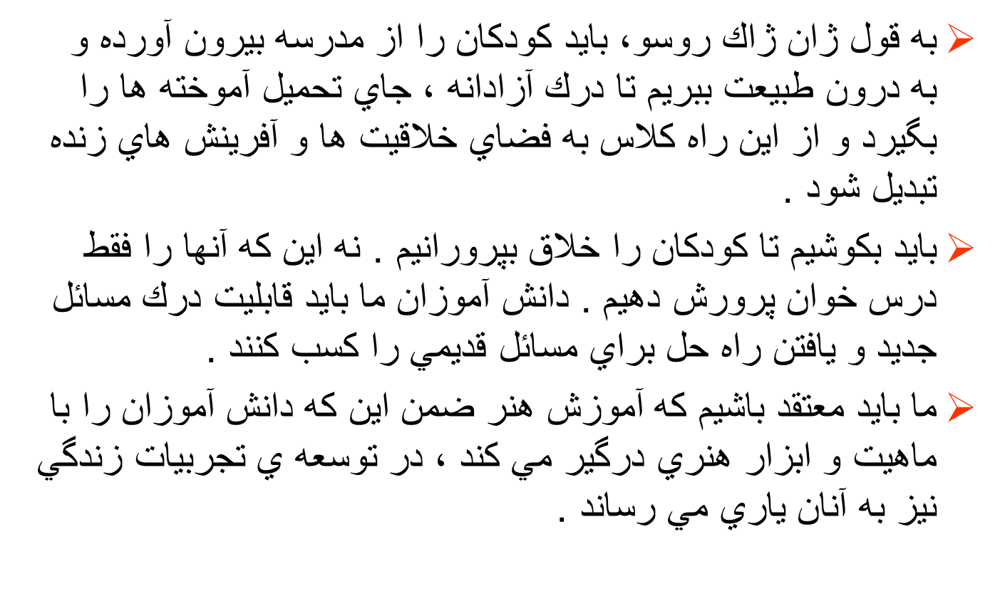 به قول ژان ژاك روسو، بايد كودكان را از مدرسه بيرون آورده و
به درون طبيعت ببريم تا درك آزادانه ، جاي تحميل آموخته ها را
بگيرد و از اين راه كلاس به فضاي خلاقيت ها و آفرينش هاي زنده
تبديل شود .
بايد بكوشيم تا كودكان را خلاق بپرورانيم . نه اين كه آنها را فقط
درس خوان پرورش دهيم . دانش آموزان ما بايد قابليت درك مسائل
جديد و يافتن راه حل براي مسائل قديمي را كسب كنند .
ما بايد معتقد باشيم كه آموزش هنر ضمن اين كه دانش آموزان را با
ماهيت و ابزار هنري درگير مي كند ، در توسعه ي تجربيات زندگي
نيز به آنان ياري مي رساند .